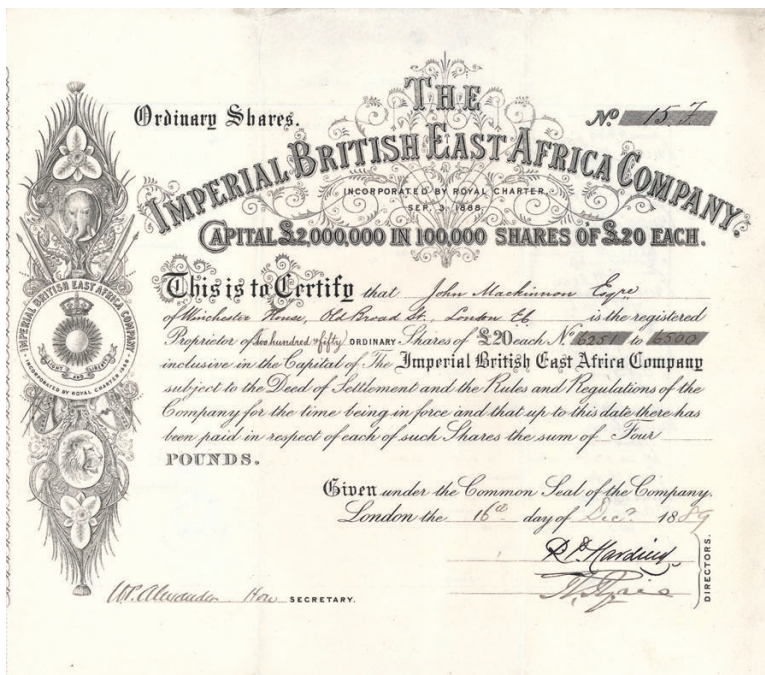 Ordinary Shares.
No. 157
THE
IMPERIAL BRITISH EAST AFRICA COMPANY.
INCORPORATED BY ROYAL CHARTER
SEP. 3, 1888.
CAPITAL £2,000,000 IN 100,000 SHARES OF £20 EACH.
This is to Certify that John Mackinnon Esqre
of Winchester House, Old Broad St., London EC is the registered
Proprietor of (two hundred & fifty) ORDINARY Shares of £20 each No 6251 to 6500
inclusive in the Capital of The Imperial British East Africa Company
subject to the Deed of Settlement and the Rules and Regulations of the
Company for the time being in force and that up to this date there has
been paid in respect of each of such Shares the sum of Four
POUNDS.
IMPERIAL BRITISH EAST AFRICA COMPANY
LIGHT AND LIBERTY
INCORPORATED BY ROYAL CHARTER 1888
Given under the Common Seal of the Company.
London the 16th day of Decr. 1889
DIRECTORS.
SECRETARY.